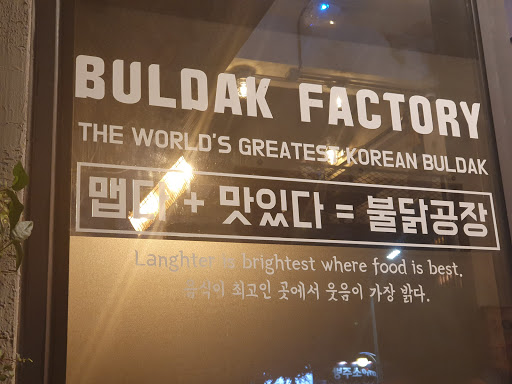 BULDAK FACTORY
THE WORLD'S GREATEST KOREAN BULDAK
맵다 + 맛있다 = 불닭공장
Langhter is brightest where food is best,
음식이 최고인 곳에서 웃음이 가장 밝다.